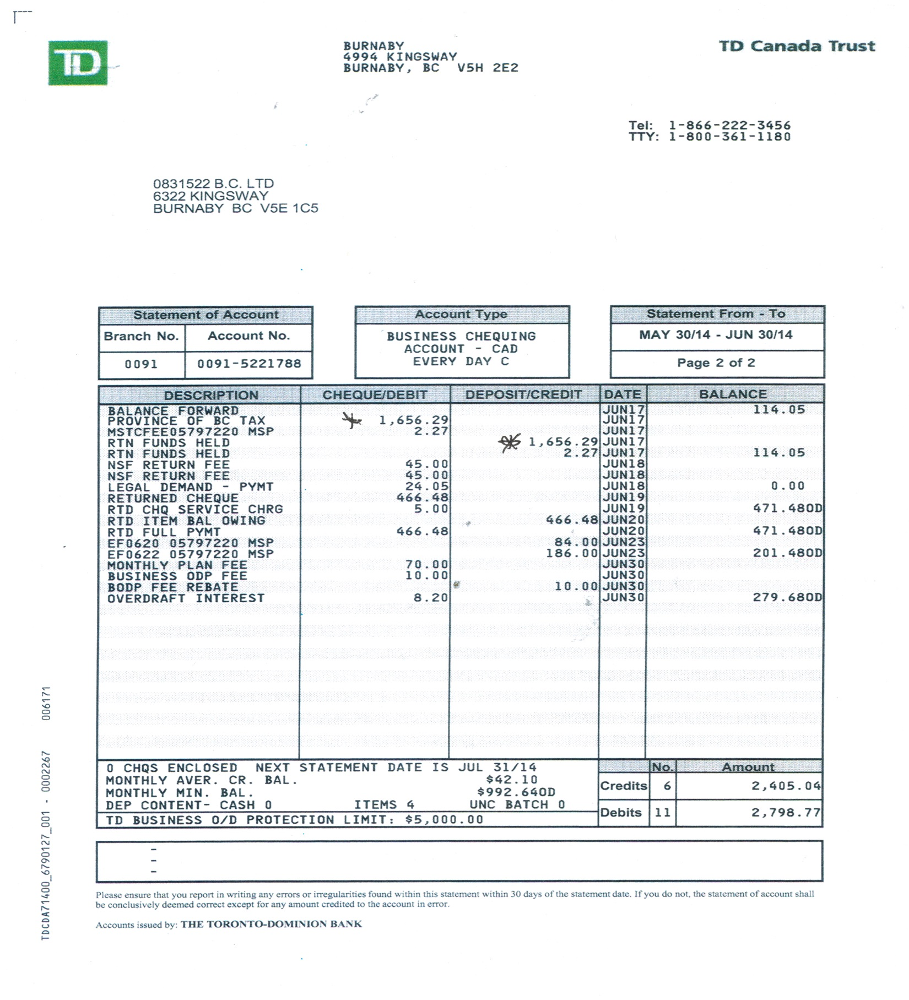 TD
BURNABY
4994 KINGSWAY
BURNABY, BC V5H 2E2
TD Canada Trust
Tel: 1-866-222-3456
TTY: 1-800-361-1180
0831522 B.C. LTD
6322 KINGSWAY
BURNABY BC V5E 1C5
Statement of Account
Branch No. Account No.
0091 0091-5221788
Account Type
BUSINESS CHEQUING
ACCOUNT - CAD
EVERY DAY C
Statement From - To
MAY 30/14 - JUN 30/14
Page 2 of 2
DESCRIPTION CHEQUE/DEBIT DEPOSIT/CREDIT DATE BALANCE
BALANCE FORWARD JUN17 114.05
PROVINCE OF BC TAX 1,656.29 JUN17
MSTCFEE05797220 MSP 2.27 JUN17
RTN FUNDS HELD 1,656.29 JUN17
RTN FUNDS HELD 2.27 JUN17 114.05
NSF RETURN FEE 45.00 JUN18
NSF RETURN FEE 45.00 JUN18
LEGAL DEMAND - PYMT 24.05 JUN18 0.00
RETURNED CHEQUE 466.48 JUN19
RTD CHQ SERVICE CHRG 5.00 JUN19 471.48OD
RTD ITEM BAL OWING 466.48 JUN20
RTD FULL PYMT 466.48 JUN20 471.48OD
EF0620 05797220 MSP 84.00 JUN23
EF0622 05797220 MSP 186.00 JUN23 201.48OD
MONTHLY PLAN FEE 70.00 JUN30
BUSINESS ODP FEE 10.00 JUN30
BODP FEE REBATE 10.00 JUN30
OVERDRAFT INTEREST 8.20 JUN30 279.68OD
0 CHQS ENCLOSED NEXT STATEMENT DATE IS JUL 31/14
MONTHLY AVER. CR. BAL. $42.10
MONTHLY MIN. BAL. $992.64OD
DEP CONTENT- CASH 0 ITEMS 4 UNC BATCH 0
TD BUSINESS O/D PROTECTION LIMIT: $5,000.00
No. Amount
Credits 6 2,405.04
Debits 11 2,798.77
-
-
-
Please ensure that you report in writing any errors or irregularities found within this statement within 30 days of the statement date. If you do not, the statement of account shall
be conclusively deemed correct except for any amount credited to the account in error.
Accounts issued by: THE TORONTO-DOMINION BANK
TDCDA71400_6790127_001 - 0002267 006171